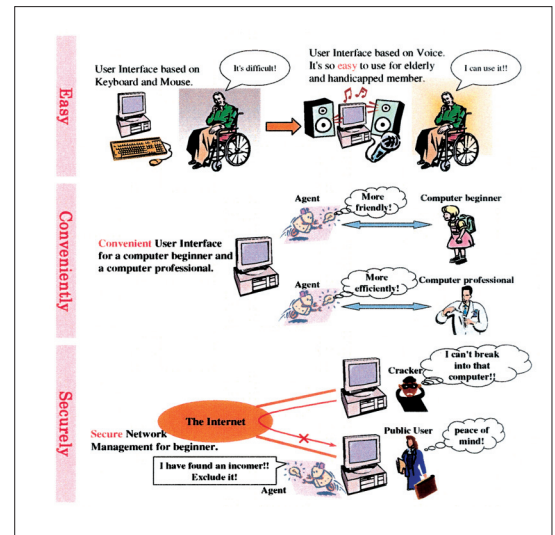 Easy
User Interface based on
Keyboard and Mouse.
It's difficult!
User Interface based on Voice.
It's so easy to use for elderly
and handicapped member.
I can use it!!
Conveniently
Convenient User Interface
for a computer beginner and
a computer professional.
Agent
More
friendly!
Computer beginner
Agent
More
efficiently!
Computer professional
Securely
The Internet
Secure Network
Management for beginner.
Cracker
I can't break
into that
computer!!
Public User
peace of
mind!
I have found an incomer!!
Exclude it!
Agent